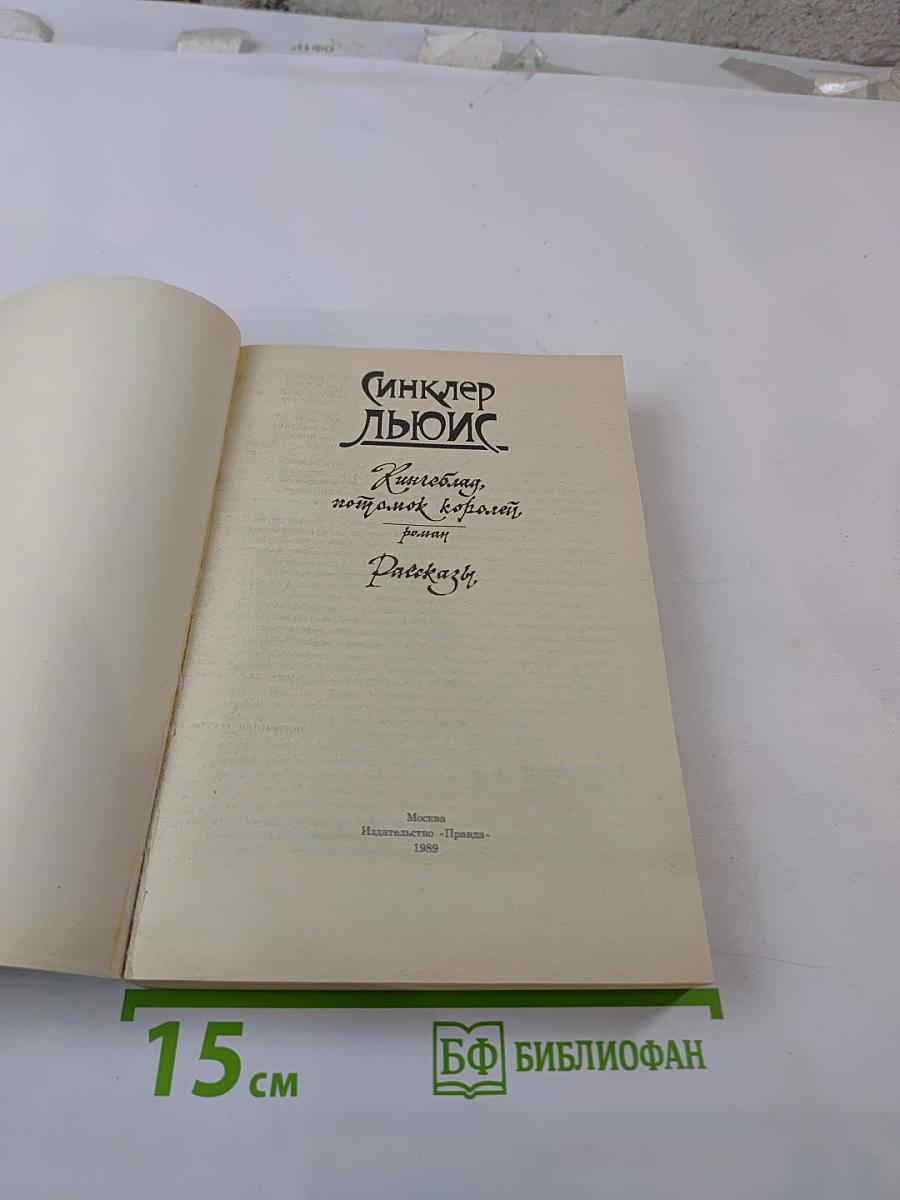 Синклер
Льюис
Кингсблад,
потомок королей
роман
Рассказы
Москва
Издательство «Правда»
1989
15 см
БФ БИБЛИОФАН